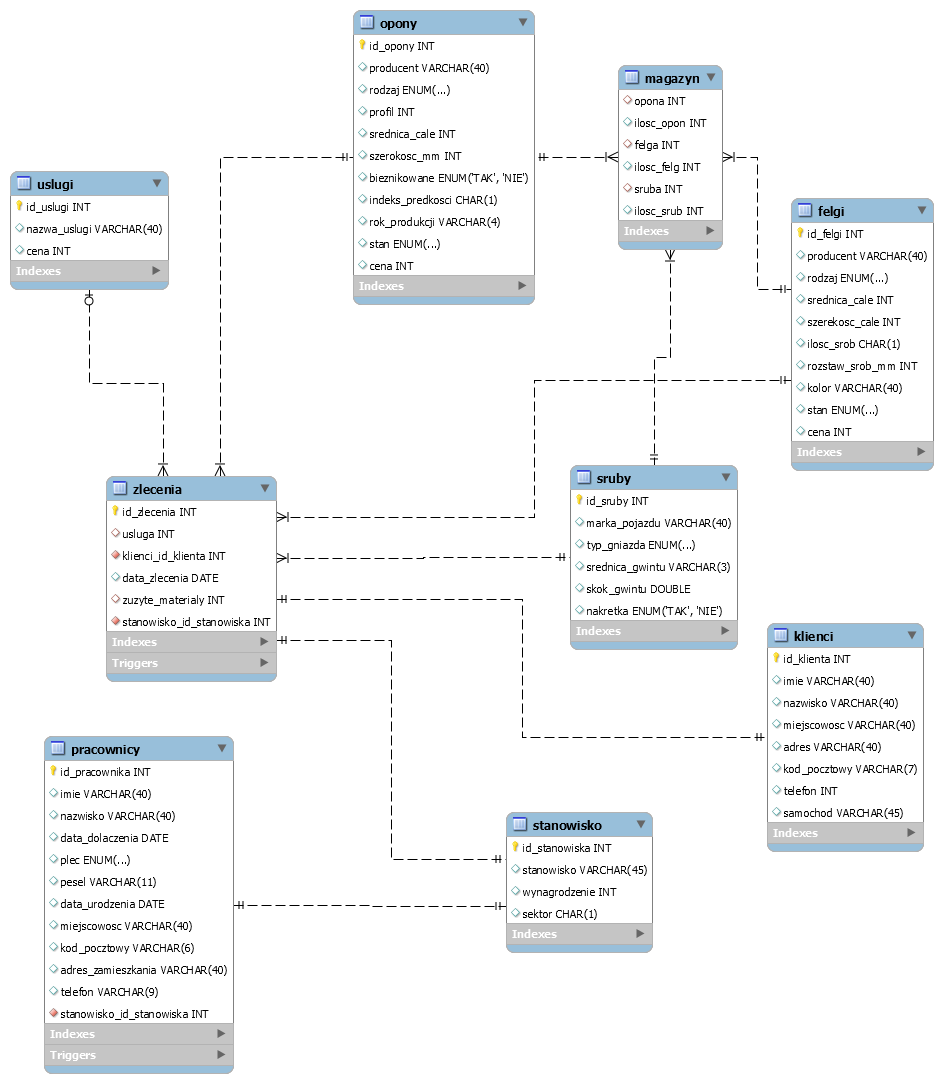 opony
id_opony INT
producent VARCHAR(40)
rodzaj ENUM(...)
profil INT
srednica_cale INT
szerokosc_mm INT
bieznikowane ENUM('TAK', 'NIE')
indeks_predkosci CHAR(1)
rok_produkcji VARCHAR(4)
stan ENUM(...)
cena INT
Indexes
magazyn
opona INT
ilosc_opon INT
felga INT
ilosc_felg INT
sruba INT
ilosc_srub INT
Indexes
uslugi
id_uslugi INT
nazwa_uslugi VARCHAR(40)
cena INT
Indexes
felgi
id_felgi INT
producent VARCHAR(40)
rodzaj ENUM(...)
srednica_cale INT
szerekosc_cale INT
ilosc_srob CHAR(1)
rozstaw_srob_mm INT
kolor VARCHAR(40)
stan ENUM(...)
cena INT
Indexes
zlecenia
id_zlecenia INT
usluga INT
klienci_id_klienta INT
data_zlecenia DATE
zuzyte_materialy INT
stanowisko_id_stanowiska INT
Indexes
Triggers
sruby
id_sruby INT
marka_pojazdu VARCHAR(40)
typ_gniazda ENUM(...)
srednica_gwintu VARCHAR(3)
skok_gwintu DOUBLE
nakretka ENUM('TAK', 'NIE')
Indexes
klienci
id_klienta INT
imie VARCHAR(40)
nazwisko VARCHAR(40)
miejscowosc VARCHAR(40)
adres VARCHAR(40)
kod_pocztowy VARCHAR(7)
telefon INT
samochod VARCHAR(45)
Indexes
pracownicy
id_pracownika INT
imie VARCHAR(40)
nazwisko VARCHAR(40)
data_dolaczenia DATE
plec ENUM(...)
pesel VARCHAR(11)
data_urodzenia DATE
miejscowosc VARCHAR(40)
kod_pocztowy VARCHAR(6)
adres_zamieszkania VARCHAR(40)
telefon VARCHAR(9)
stanowisko_id_stanowiska INT
Indexes
Triggers
stanowisko
id_stanowiska INT
stanowisko VARCHAR(45)
wynagrodzenie INT
sektor CHAR(1)
Indexes